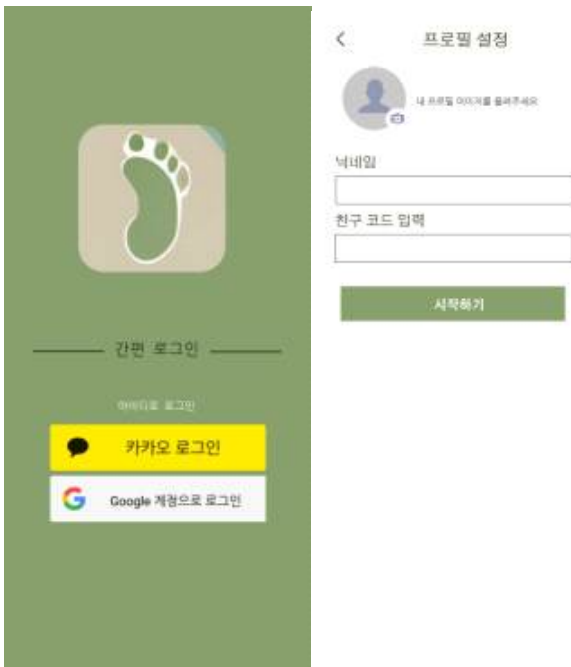 간편 로그인
아이디로 로그인
카카오 로그인
Google 계정으로 로그인
프로필 설정
내 프로필 이미지를 올려주세요
닉네임
친구 코드 입력
시작하기